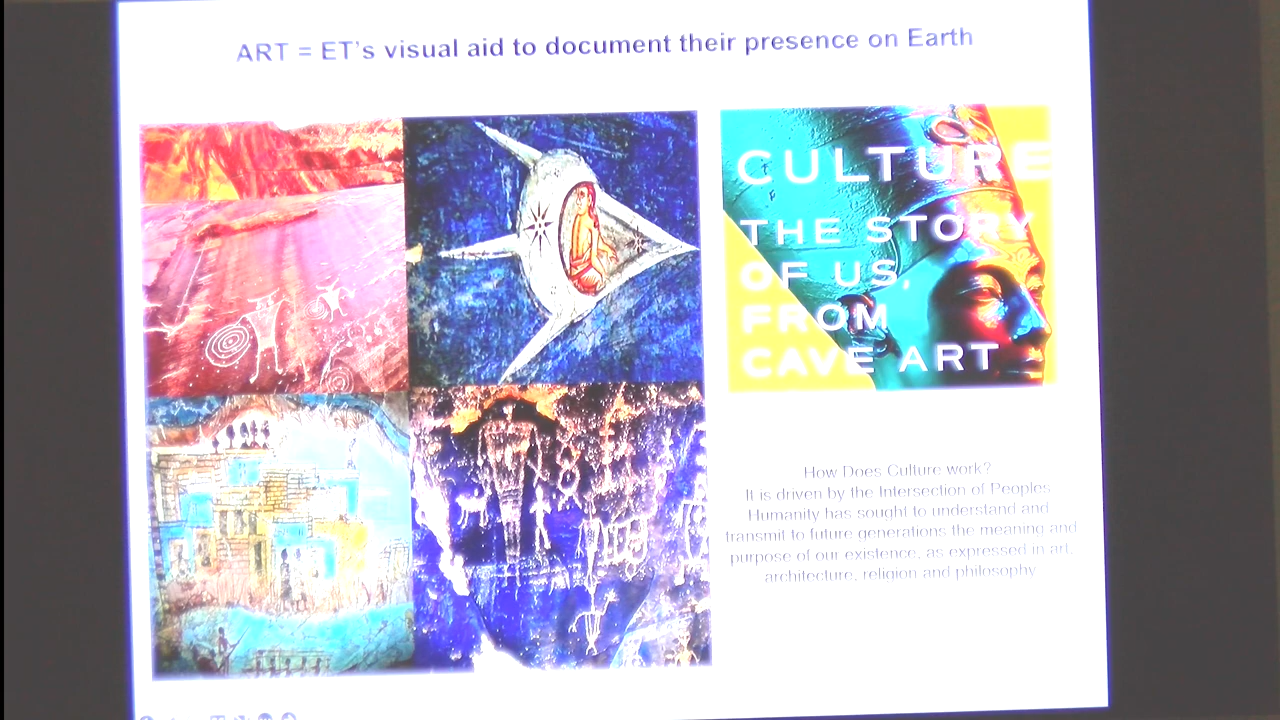 ART = ET's visual aid to document their presence on Earth
CULTURE
THE STORY
OF US,
FROM
CAVE ART
How Does Culture work?
It is driven by the Intersection of Peoples
Humanity has sought to understand and
transmit to future generations the meaning and
purpose of our existence, as expressed in art,
architecture, religion and philosophy